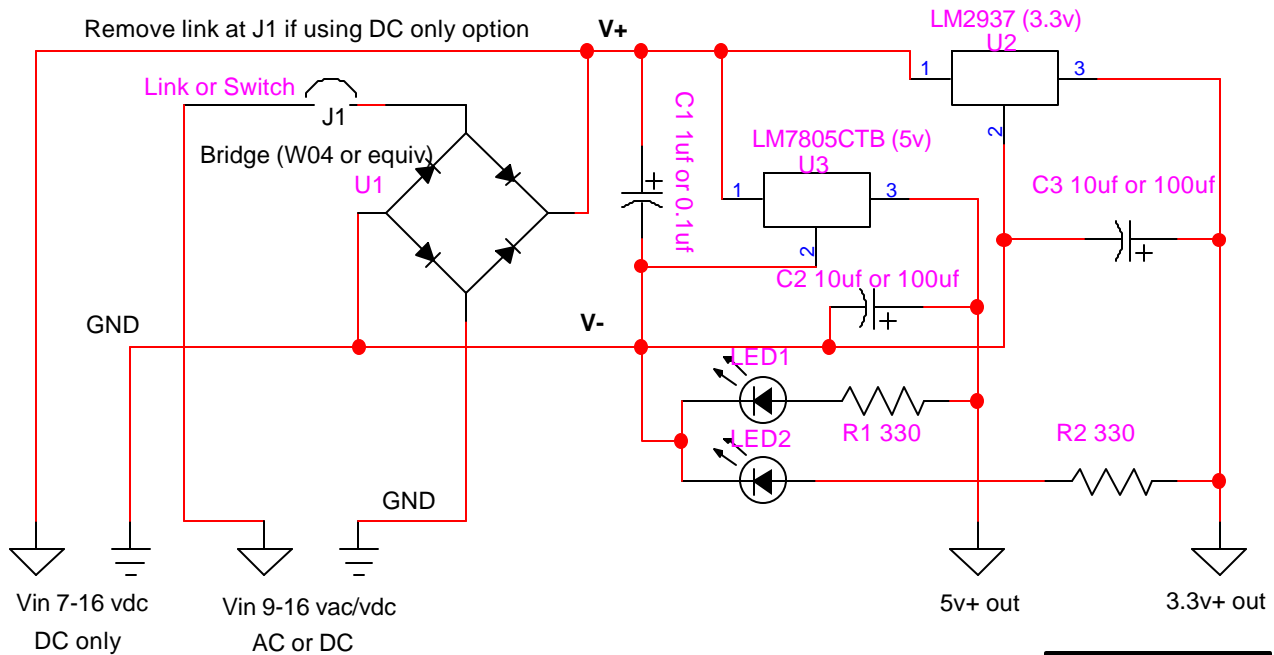 Remove link at J1 if using DC only option
V+
LM2937 (3.3v)
U2
1
3
2
Link or Switch
J1
Bridge (W04 or equiv)
U1
C1 1uf or 0.1uf
+
LM7805CTB (5v)
U3
1
3
2
C3 10uf or 100uf
+
C2 10uf or 100uf
+
GND
V-
LED1
R1 330
LED2
R2 330
GND
Vin 7-16 vdc
DC only
Vin 9-16 vac/vdc
AC or DC
5v+ out
3.3v+ out